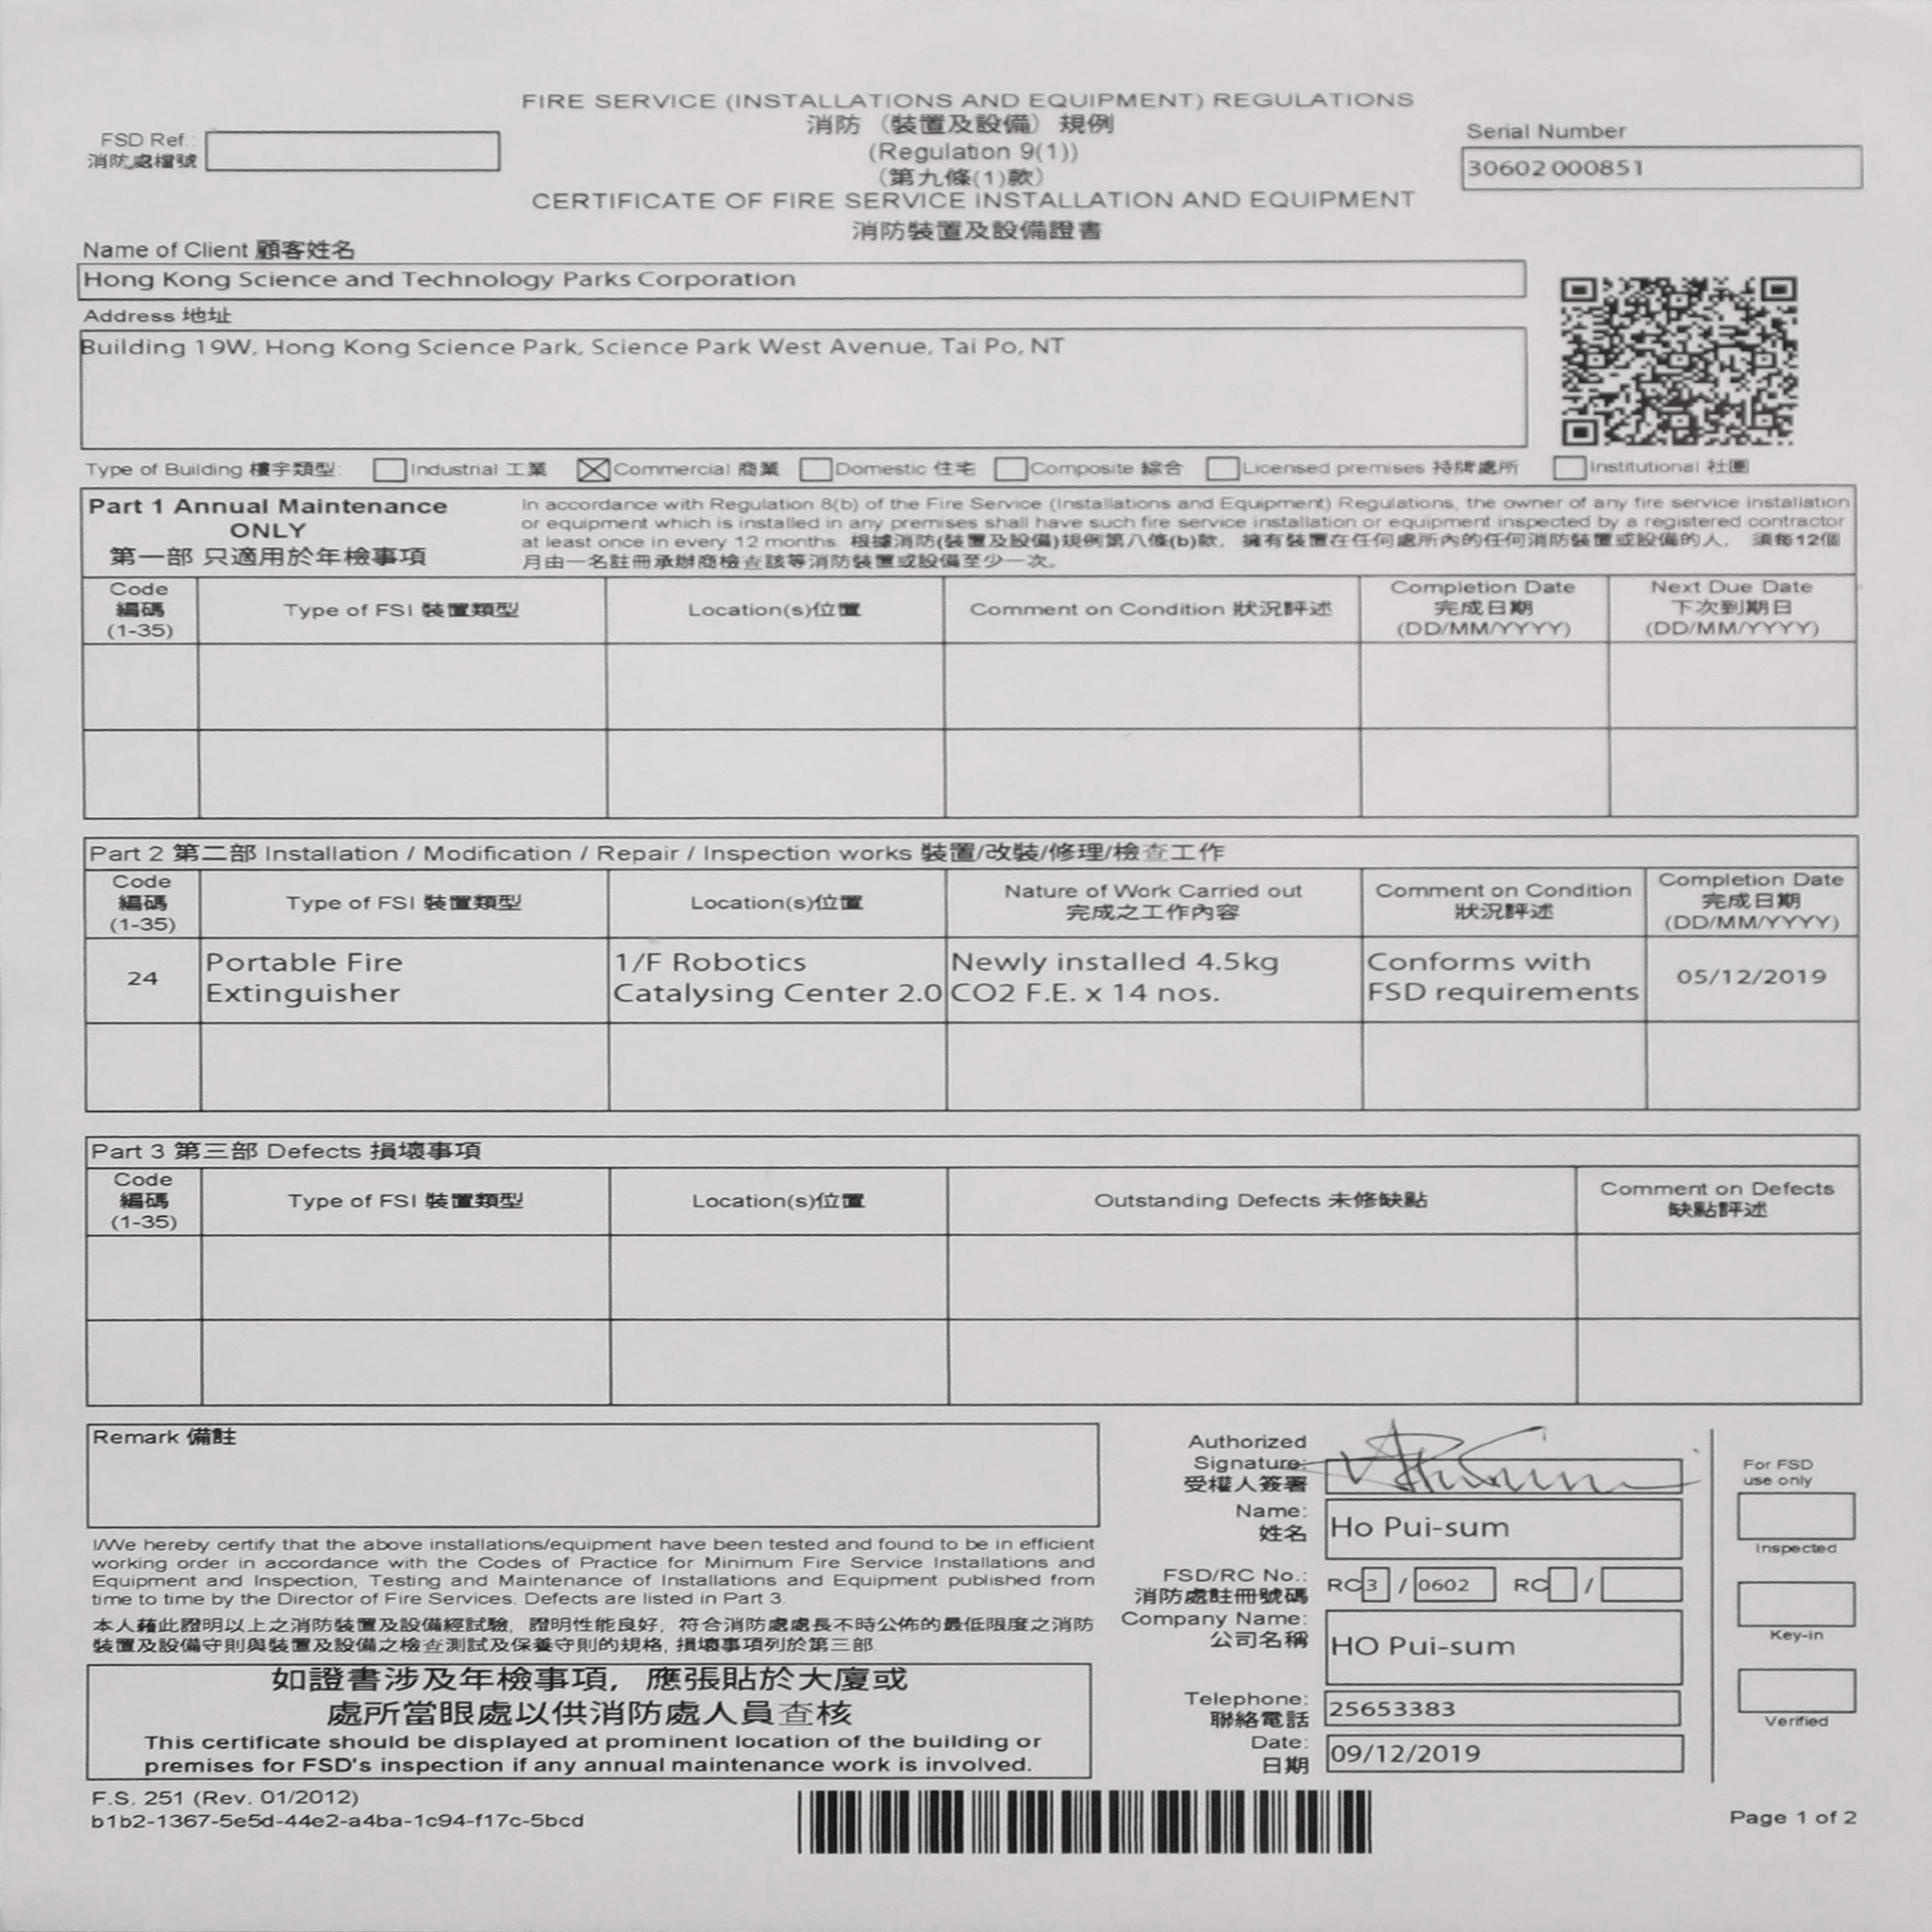 FIRE SERVICE (INSTALLATIONS AND EQUIPMENT) REGULATIONS
消防（裝置及設備）規例
(Regulation 9(1))
（第九條(1)款）
CERTIFICATE OF FIRE SERVICE INSTALLATION AND EQUIPMENT
消防裝置及設備證書
FSD Ref.:
消防處檔號
Serial Number
30602000851
Name of Client 顧客姓名
Hong Kong Science and Technology Parks Corporation
Address 地址
Building 19W, Hong Kong Science Park, Science Park West Avenue, Tai Po, NT
Type of Building 樓宇類型: Industrial 工業 Commercial 商業 Domestic 住宅 Composite 綜合 Licensed premises 持牌處所 Institutional 社團
Part 1 Annual Maintenance
ONLY
第一部 只適用於年檢事項
In accordance with Regulation 8(b) of the Fire Service (Installations and Equipment) Regulations, the owner of any fire service installation
or equipment which is installed in any premises shall have such fire service installation or equipment inspected by a registered contractor
at least once in every 12 months. 根據消防(裝置及設備)規例第八條(b)款，擁有裝置在任何處所內的任何消防裝置或設備的人，須每12個
月由一名註冊承辦商檢查該等消防裝置或設備至少一次。
Code
編碼
(1-35)
Type of FSI 裝置類型
Location(s)位置
Comment on Condition 狀況評述
Completion Date
完成日期
(DD/MM/YYYY)
Next Due Date
下次到期日
(DD/MM/YYYY)
Part 2 第二部 Installation / Modification / Repair / Inspection works 裝置/改裝/修理/檢查工作
Code
編碼
(1-35)
Type of FSI 裝置類型
Location(s)位置
Nature of Work Carried out
完成之工作內容
Comment on Condition
狀況評述
Completion Date
完成日期
(DD/MM/YYYY)
24
Portable Fire
Extinguisher
1/F Robotics
Catalysing Center 2.0
Newly installed 4.5kg
CO2 F.E. x 14 nos.
Conforms with
FSD requirements
05/12/2019
Part 3 第三部 Defects 損壞事項
Code
編碼
(1-35)
Type of FSI 裝置類型
Location(s)位置
Outstanding Defects 未修缺點
Comment on Defects
缺點評述
Remark 備註
I/We hereby certify that the above installations/equipment have been tested and found to be in efficient
working order in accordance with the Codes of Practice for Minimum Fire Service Installations and
Equipment and Inspection, Testing and Maintenance of Installations and Equipment published from
time to time by the Director of Fire Services. Defects are listed in Part 3.
本人藉此證明以上之消防裝置及設備經試驗，證明性能良好，符合消防處處長不時公佈的最低限度之消防
裝置及設備守則與裝置及設備之檢查測試及保養守則的規格, 損壞事項列於第三部.
如證書涉及年檢事項，應張貼於大廈或
處所當眼處以供消防處人員查核
This certificate should be displayed at prominent location of the building or
premises for FSD's inspection if any annual maintenance work is involved.
Authorized
Signature:
受權人簽署
Name:
姓名
Ho Pui-sum
FSD/RC No.:
消防處註冊號碼
RC 3 / 0602 RC /
Company Name:
公司名稱
HO Pui-sum
Telephone:
聯絡電話
25653383
Date:
日期
09/12/2019
For FSD
use only
Inspected
Key-in
Verified
F.S. 251 (Rev. 01/2012)
b1b2-1367-5e5d-44e2-a4ba-1c94-f17c-5bcd
Page 1 of 2